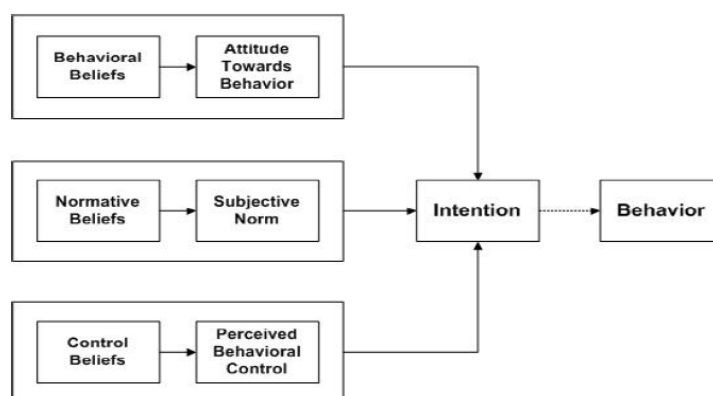 Behavioral
Beliefs
Attitude
Towards
Behavior
Normative
Beliefs
Subjective
Norm
Intention
Behavior
Control
Beliefs
Perceived
Behavioral
Control